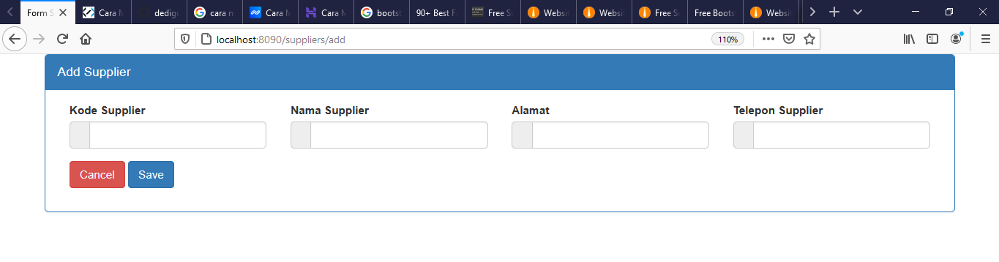 Form S Cara M dedigu cara m Cara M Cara N bootst 90+ Best F Free S Websit Websit Free S Free Boots Websit
localhost:8090/suppliers/add 110%
Add Supplier
Kode Supplier Nama Supplier Alamat Telepon Supplier
Cancel Save